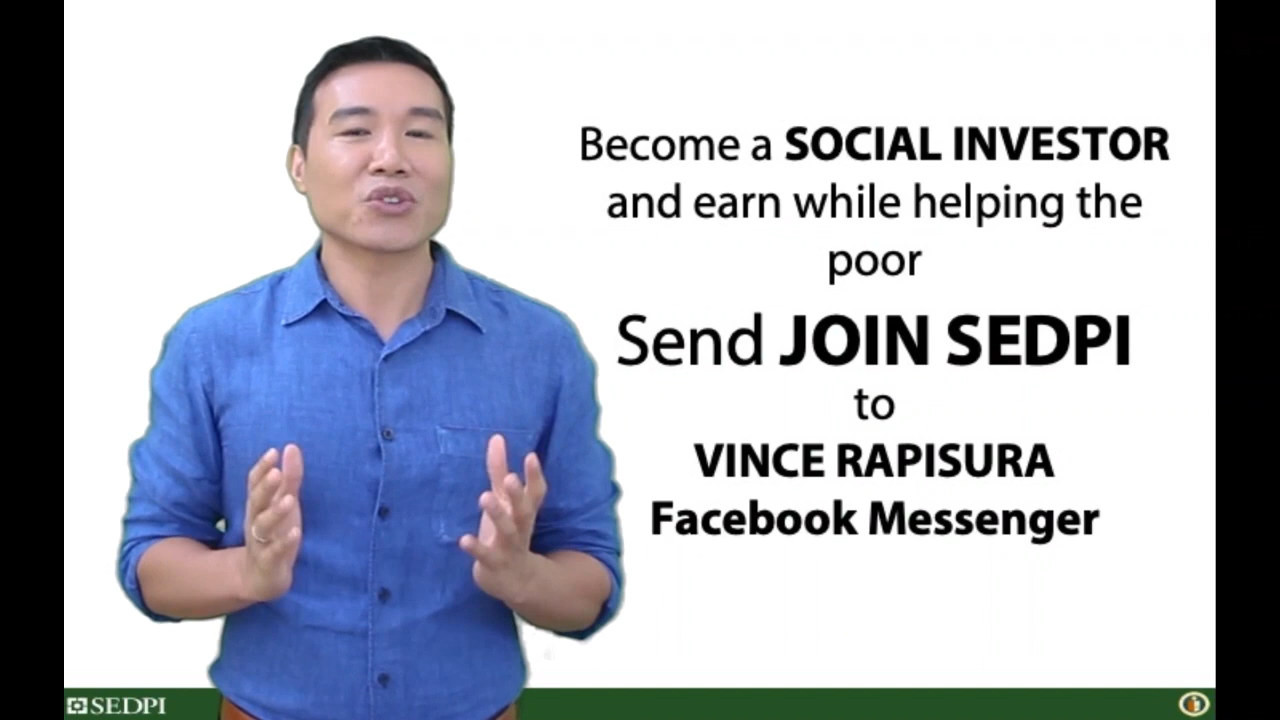 Become a SOCIAL INVESTOR
and earn while helping the
poor
Send JOIN SEDPI
to
VINCE RAPISURA
Facebook Messenger
SEDPI